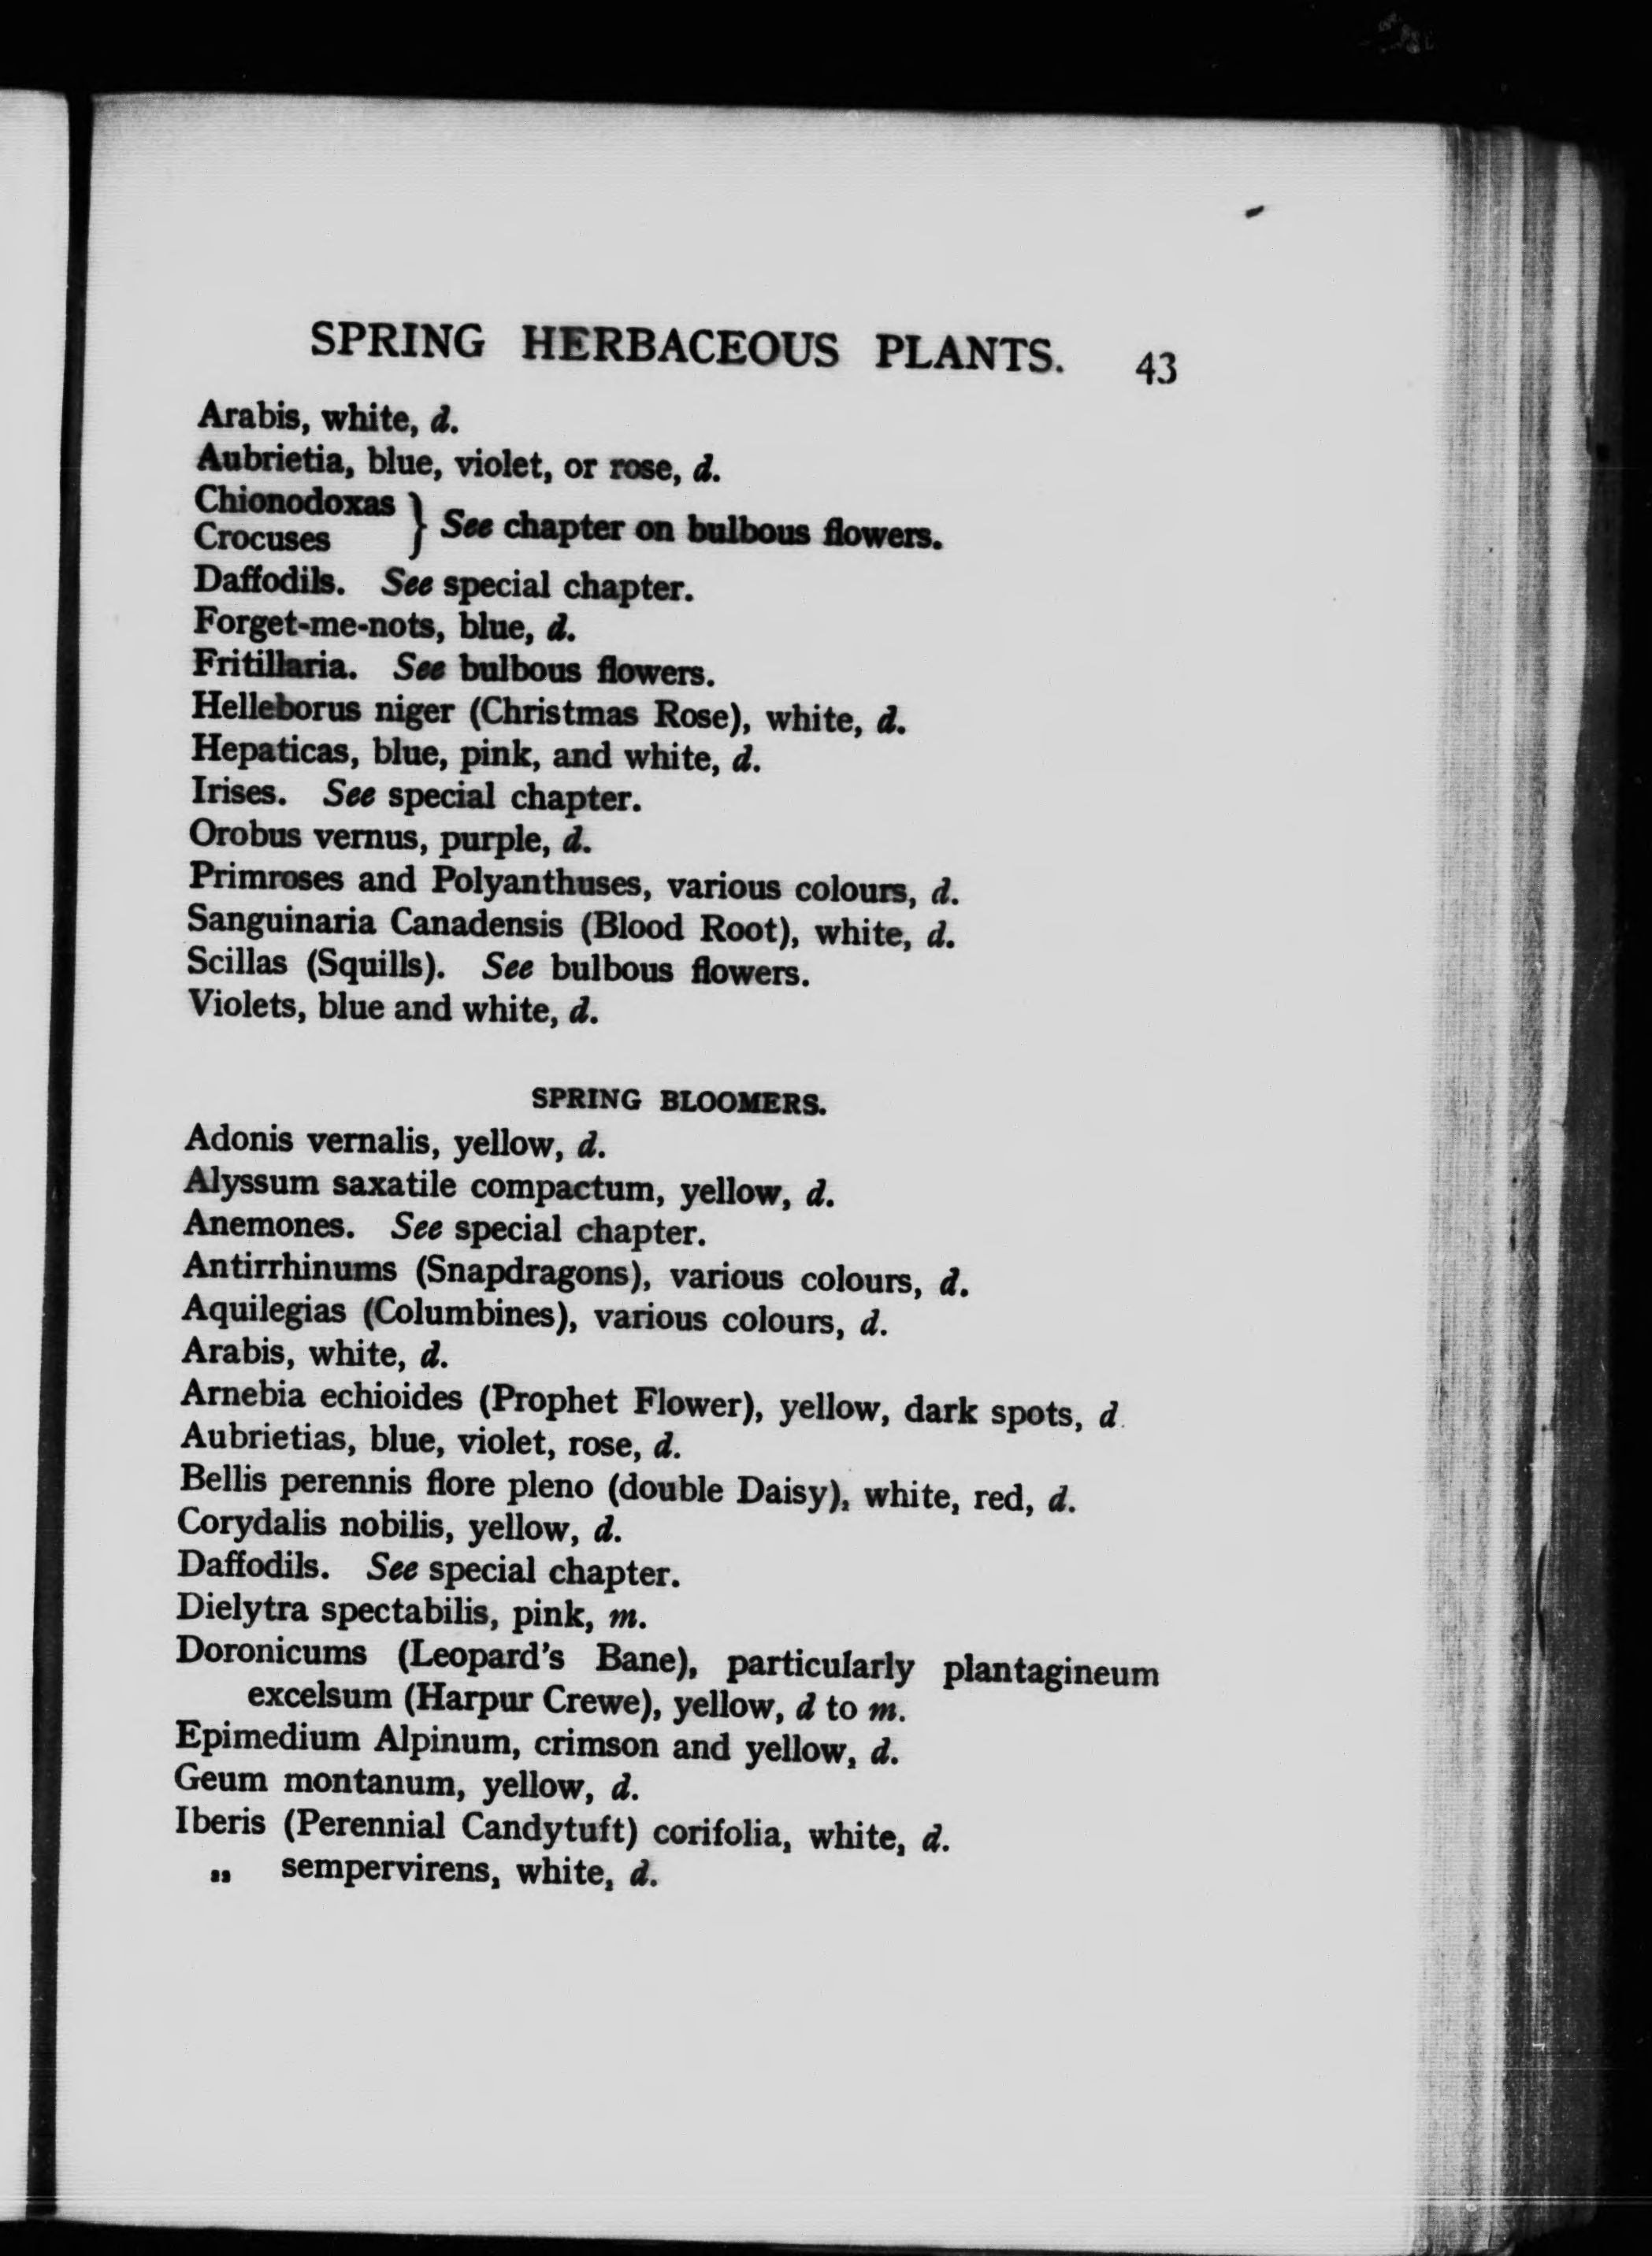 SPRING HERBACEOUS PLANTS. 43
Arabis, white, d.
Aubrietia, blue, violet, or rose, d.
Chionodoxas
Crocuses } See chapter on bulbous flowers.
Daffodils. See special chapter.
Forget-me-nots, blue, d.
Fritillaria. See bulbous flowers.
Helleborus niger (Christmas Rose), white, d.
Hepaticas, blue, pink, and white, d.
Irises. See special chapter.
Orobus vernus, purple, d.
Primroses and Polyanthuses, various colours, d.
Sanguinaria Canadensis (Blood Root), white, d.
Scillas (Squills). See bulbous flowers.
Violets, blue and white, d.
SPRING BLOOMERS.
Adonis vernalis, yellow, d.
Alyssum saxatile compactum, yellow, d.
Anemones. See special chapter.
Antirrhinums (Snapdragons), various colours, d.
Aquilegias (Columbines), various colours, d.
Arabis, white, d.
Arnebia echioides (Prophet Flower), yellow, dark spots, d.
Aubrietias, blue, violet, rose, d.
Bellis perennis flore pleno (double Daisy), white, red, d.
Corydalis nobilis, yellow, d.
Daffodils. See special chapter.
Dielytra spectabilis, pink, m.
Doronicums (Leopard's Bane), particularly plantagineum
excelsum (Harpur Crewe), yellow, d to m.
Epimedium Alpinum, crimson and yellow, d.
Geum montanum, yellow, d.
Iberis (Perennial Candytuft) corifolia, white, d.
„ sempervirens, white, d.